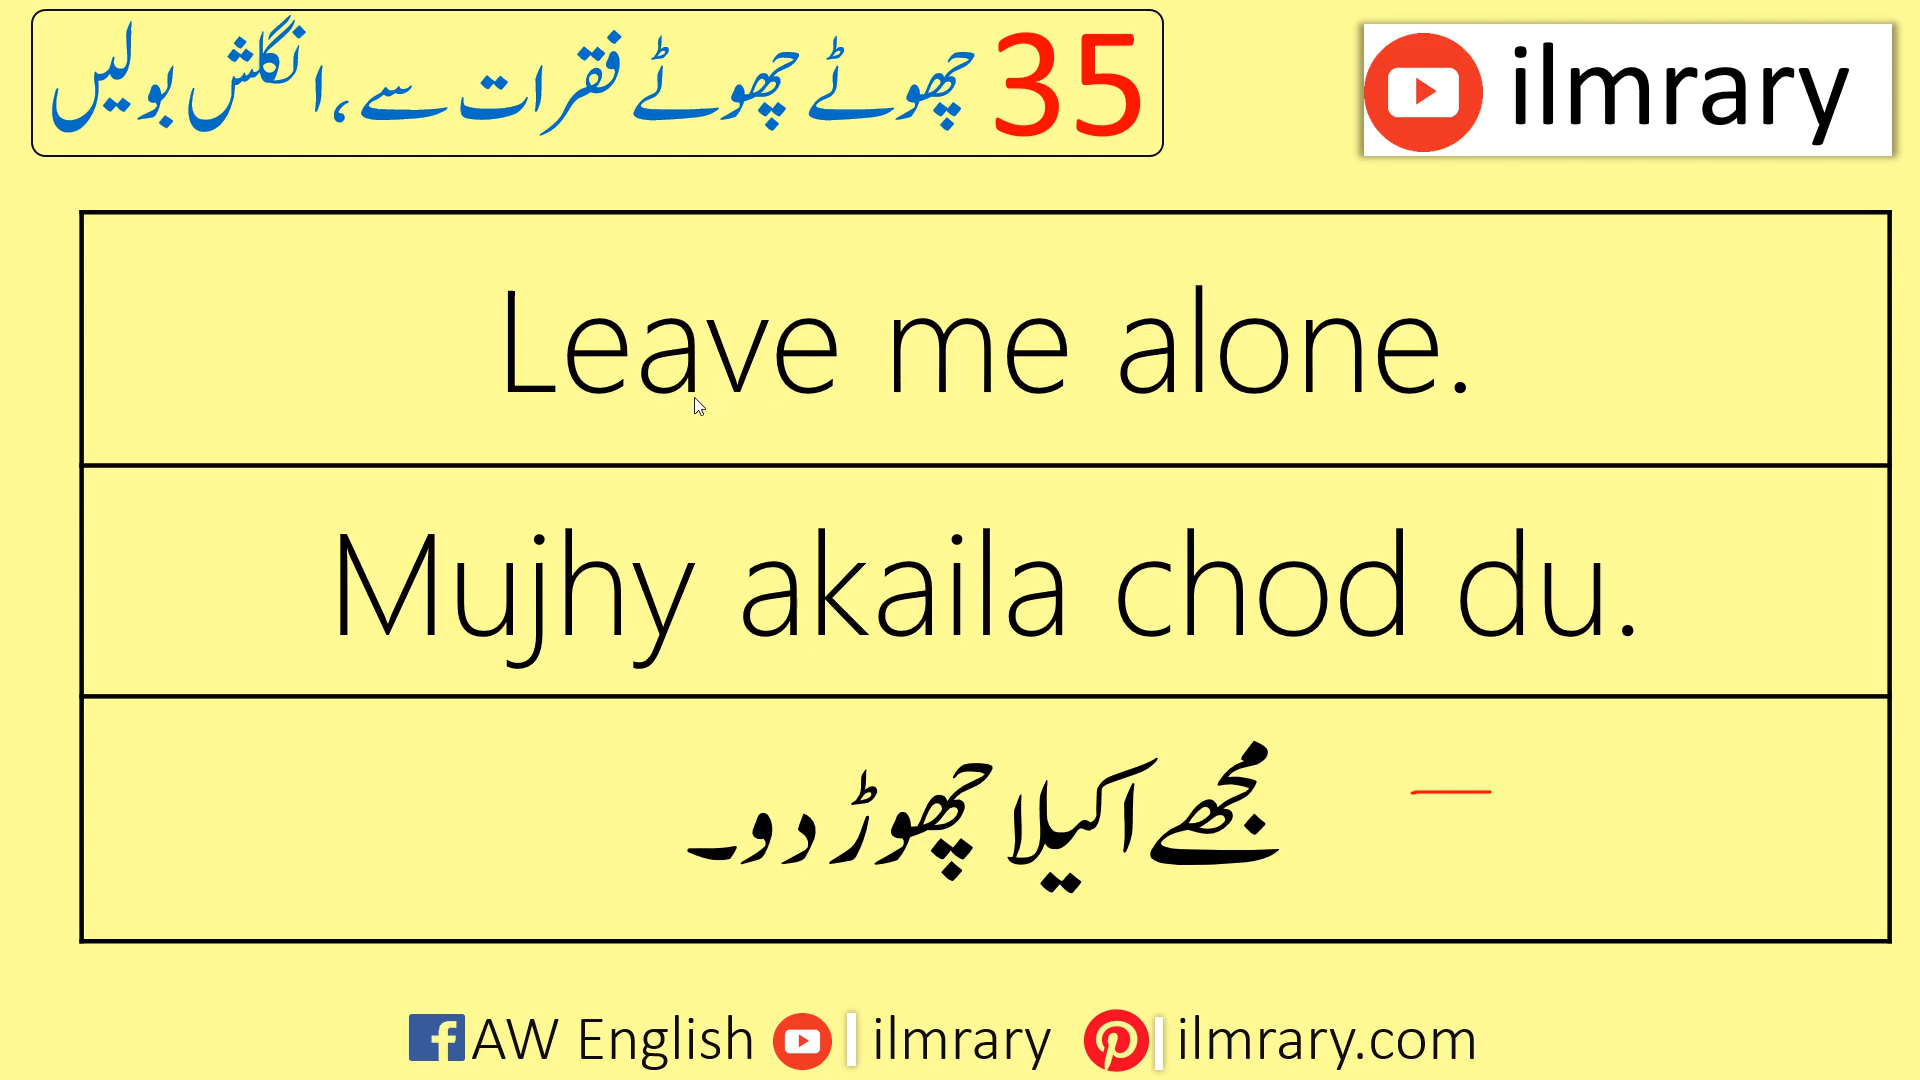 35 چھوٹے چھوٹے فقرات سے، انگلش بولیں
ilmrary
Leave me alone.
Mujhy akaila chod du.
مجھے اکیلا چھوڑ دو۔
AW English | ilmrary | ilmrary.com